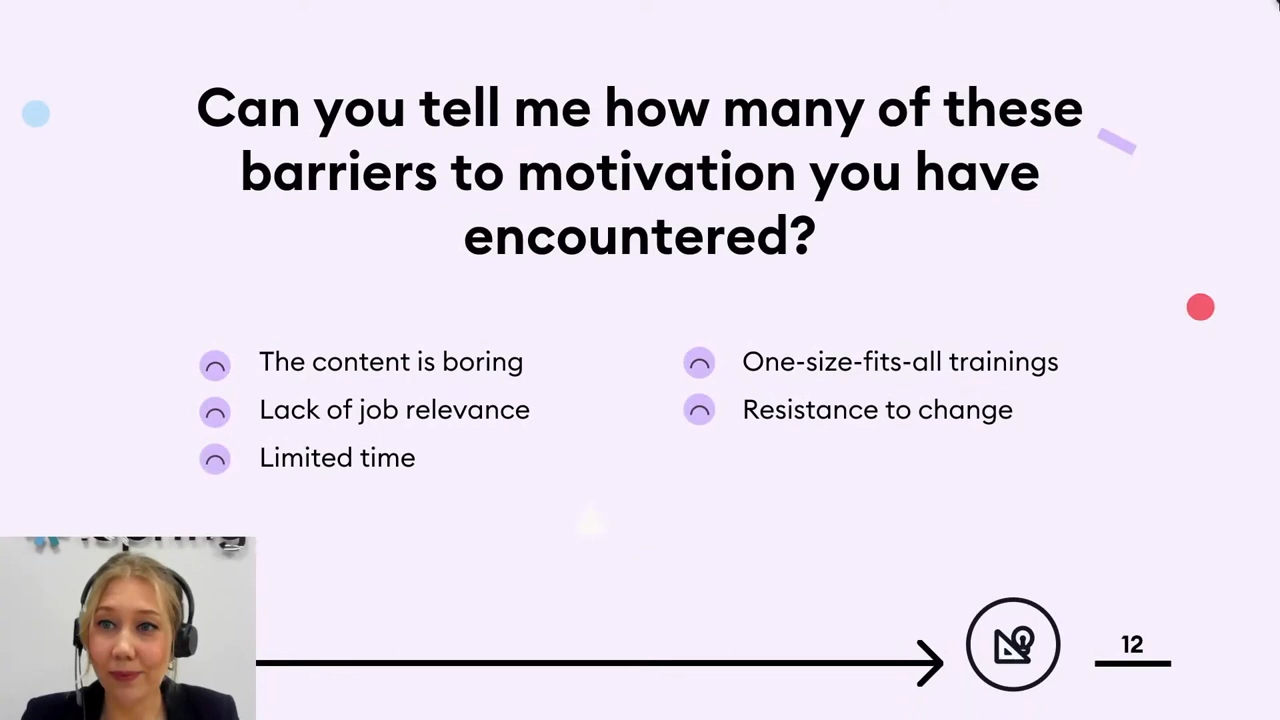 Can you tell me how many of these
barriers to motivation you have
encountered?
The content is boring
Lack of job relevance
Limited time
One-size-fits-all trainings
Resistance to change
12